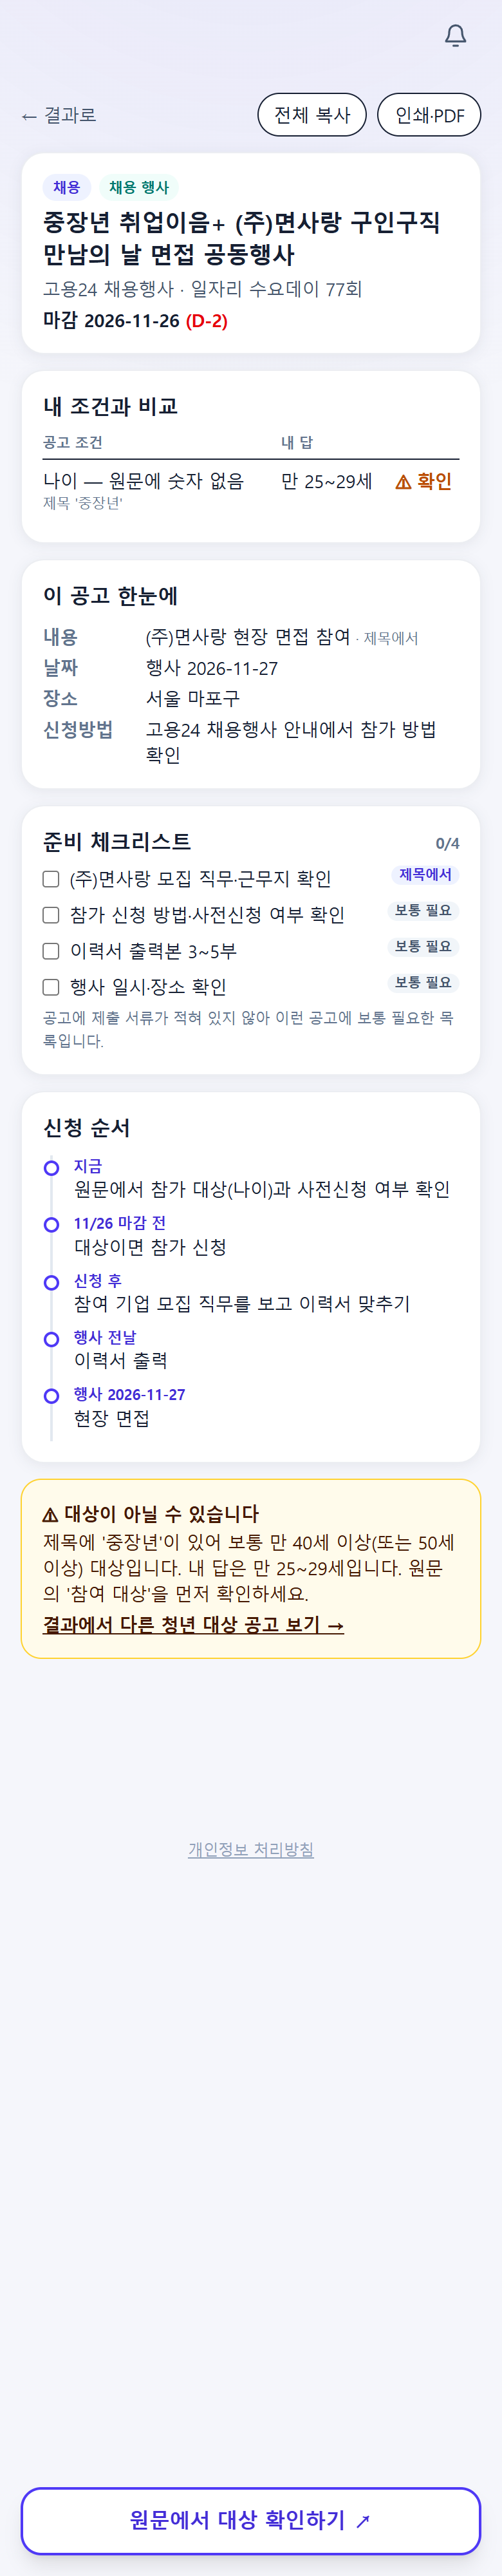 ← 결과로
전체 복사
인쇄·PDF
채용
채용 행사
중장년 취업이음+ (주)면사랑 구인구직
만남의 날 면접 공동행사
고용24 채용행사 · 일자리 수요데이 77회
마감 2026-11-26 (D-2)
내 조건과 비교
공고 조건 내 답
나이 — 원문에 숫자 없음 만 25~29세 ⚠ 확인
제목 '중장년'
이 공고 한눈에
내용 (주)면사랑 현장 면접 참여 · 제목에서
날짜 행사 2026-11-27
장소 서울 마포구
신청방법 고용24 채용행사 안내에서 참가 방법
확인
준비 체크리스트 0/4
(주)면사랑 모집 직무·근무지 확인 제목에서
참가 신청 방법·사전신청 여부 확인 보통 필요
이력서 출력본 3~5부 보통 필요
행사 일시·장소 확인 보통 필요
공고에 제출 서류가 적혀 있지 않아 이런 공고에 보통 필요한 목
록입니다.
신청 순서
지금
원문에서 참가 대상(나이)과 사전신청 여부 확인
11/26 마감 전
대상이면 참가 신청
신청 후
참여 기업 모집 직무를 보고 이력서 맞추기
행사 전날
이력서 출력
행사 2026-11-27
현장 면접
⚠ 대상이 아닐 수 있습니다
제목에 '중장년'이 있어 보통 만 40세 이상(또는 50세
이상) 대상입니다. 내 답은 만 25~29세입니다. 원문
의 '참여 대상'을 먼저 확인하세요.
결과에서 다른 청년 대상 공고 보기 →
개인정보 처리방침
원문에서 대상 확인하기 ↗